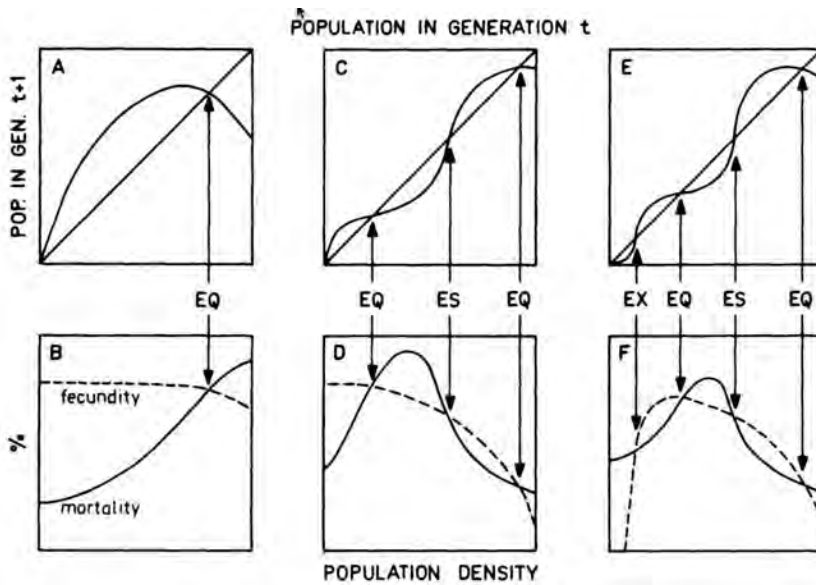 POPULATION IN GENERATION t
A
C
E
POP. IN GEN. t+1
EQ
EQ ES EQ
EX EQ ES EQ
B
D
F
fecundity
%
mortality
POPULATION DENSITY